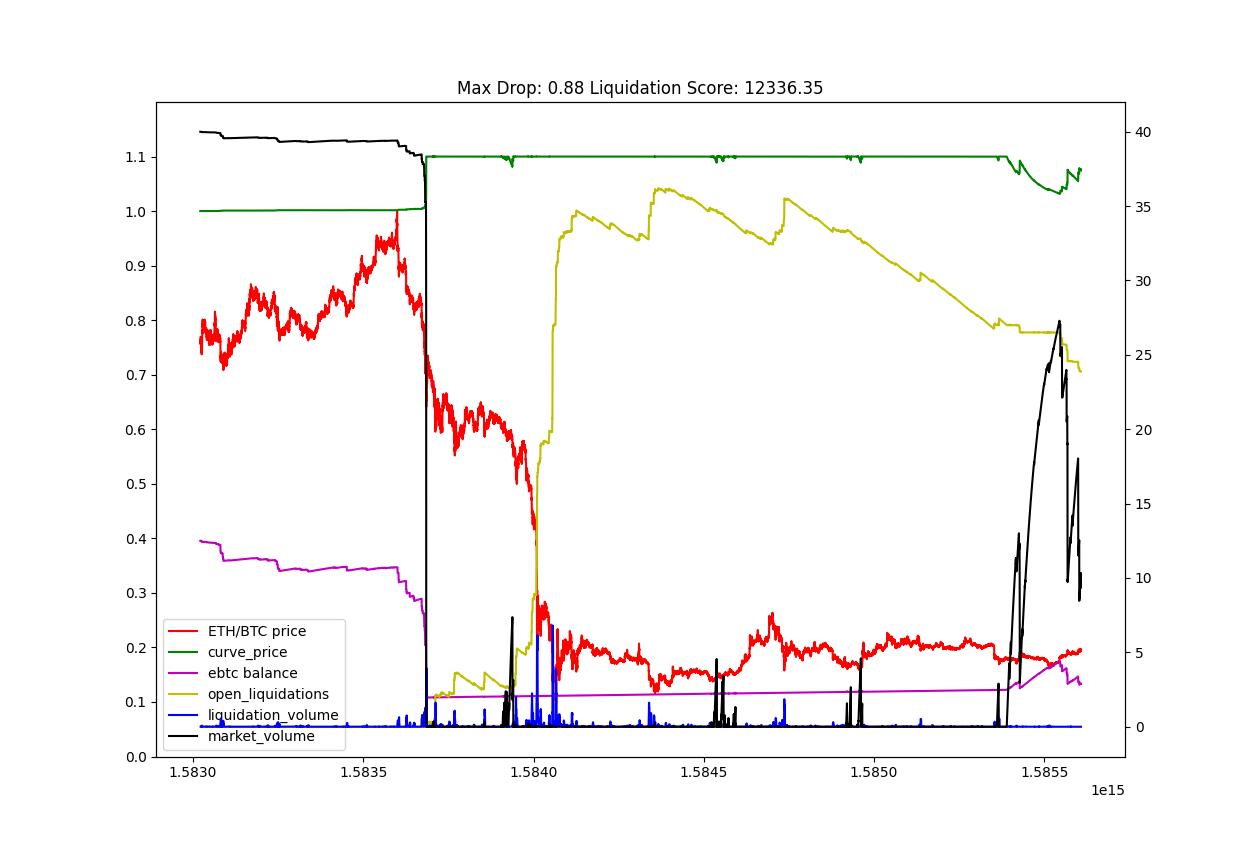 Max Drop: 0.88 Liquidation Score: 12336.35
1.1
1.0
0.9
0.8
0.7
0.6
0.5
0.4
0.3
0.2
0.1
0.0
40
35
30
25
20
15
10
5
0
ETH/BTC price
curve_price
ebtc balance
open_liquidations
liquidation_volume
market_volume
1.5830 1.5835 1.5840 1.5845 1.5850 1.5855
1e15